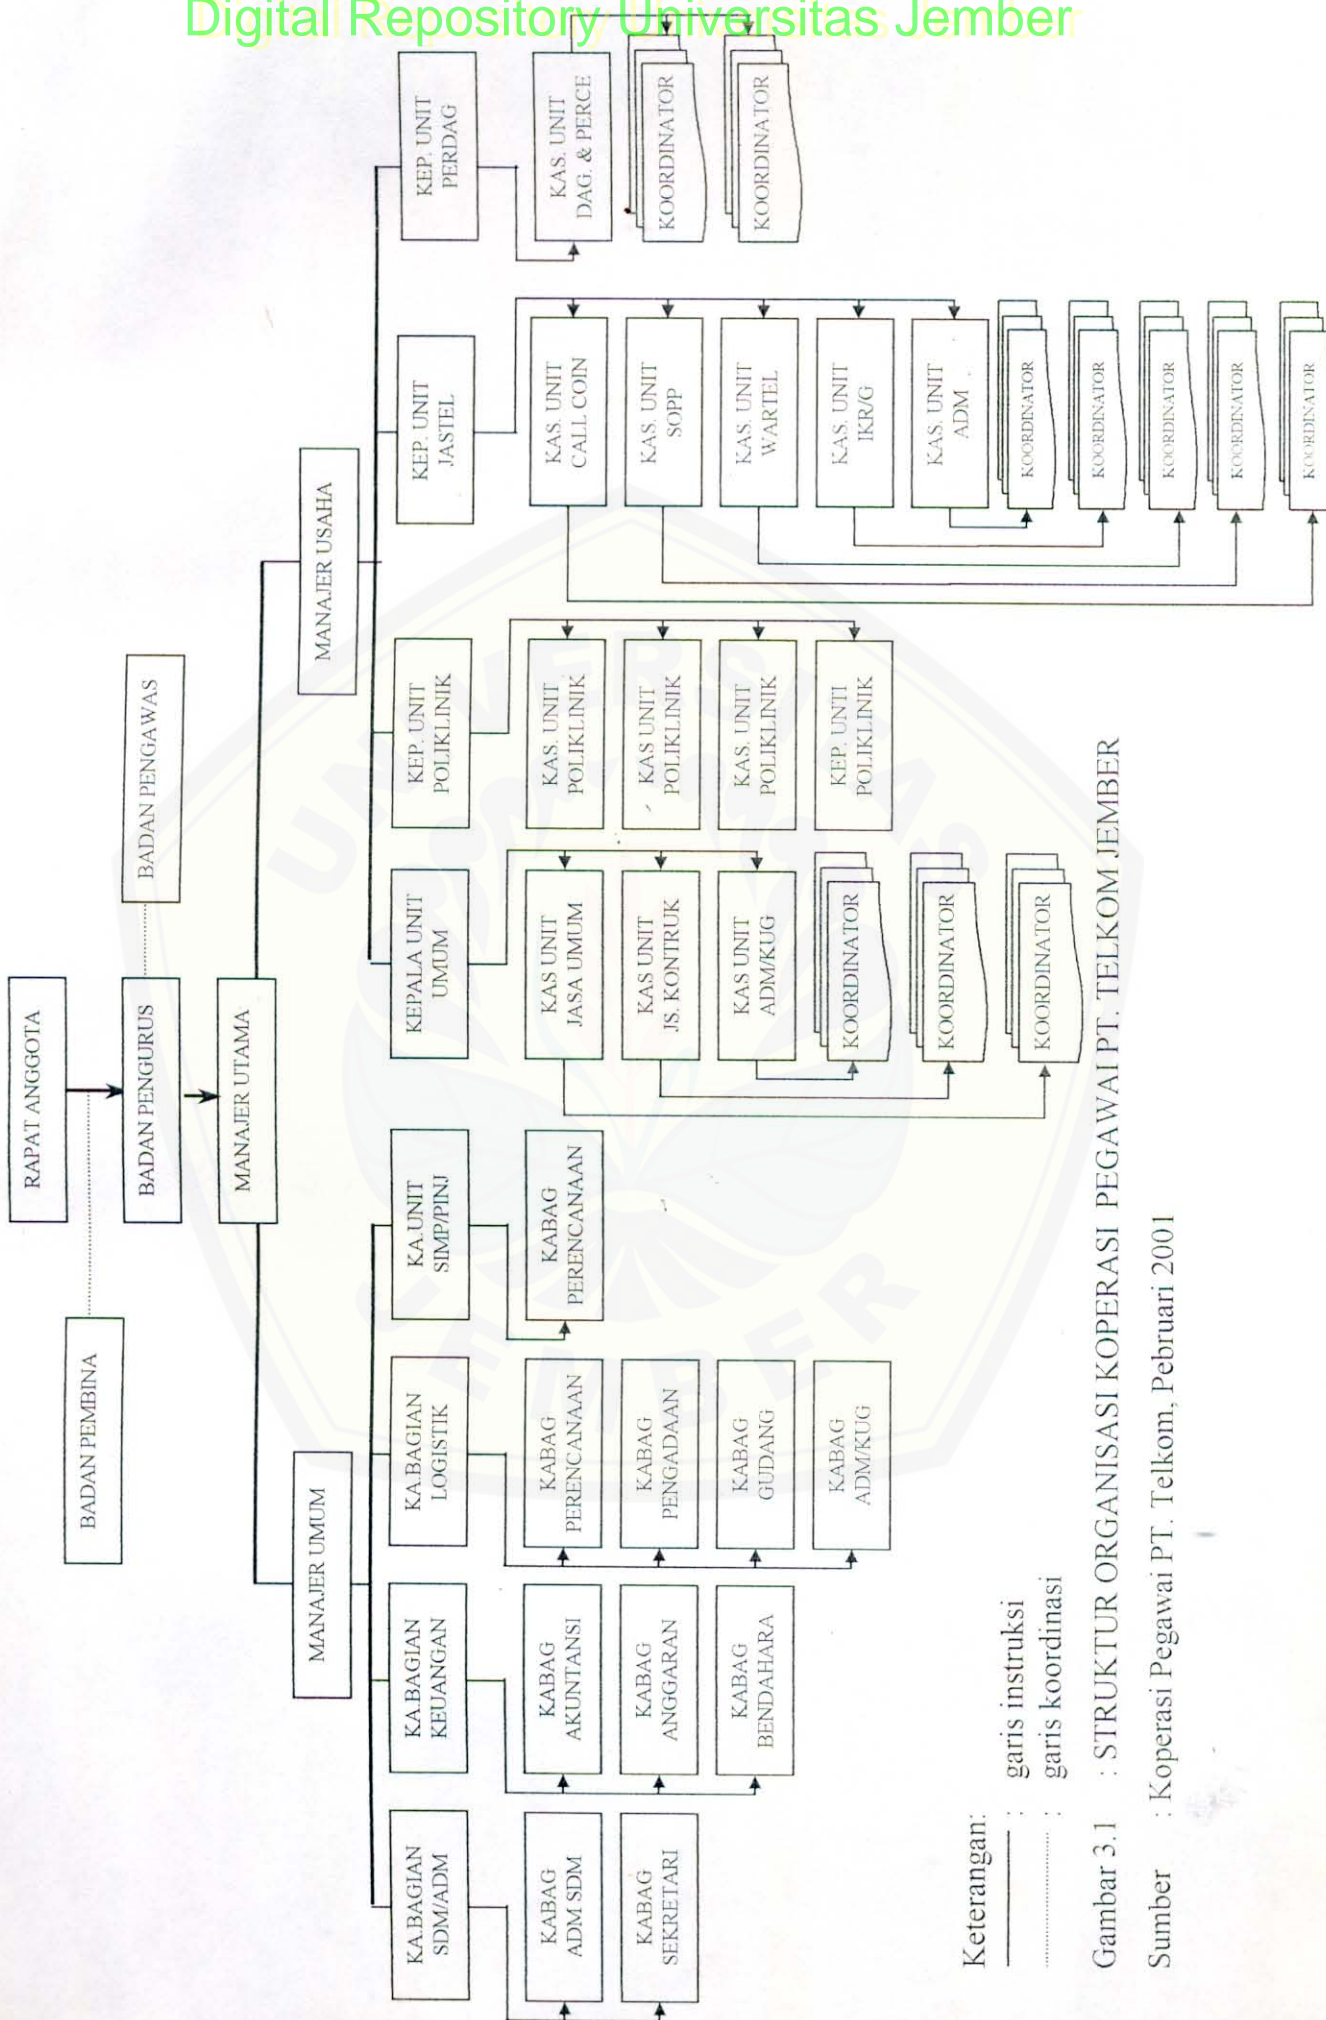 Digital Repository Universitas Jember
RAPAT ANGGOTA
BADAN PEMBINA
BADAN PENGURUS
BADAN PENGAWAS
MANAJER UTAMA
MANAJER UMUM
MANAJER USAHA
KA.BAGIAN
SDM/ADM
KA.BAGIAN
KEUANGAN
KA.BAGIAN
LOGISTIK
KA.UNIT
SIMP/PINJ
KEPALA UNIT
UMUM
KEP. UNIT
POLIKLINIK
KEP. UNIT
JASTEL
KEP. UNIT
PERDAG
KABAG
ADM SDM
KABAG
SEKRETARI
KABAG
AKUNTANSI
KABAG
ANGGARAN
KABAG
BENDAHARA
KABAG
PERENCANAAN
KABAG
PENGADAAN
KABAG
GUDANG
KABAG
ADM/KUG
KABAG
PERENCANAAN
KAS UNIT
JASA UMUM
KAS UNIT
JS. KONTRUK
KAS UNIT
ADM/KUG
KOORDINATOR
KOORDINATOR
KOORDINATOR
KAS. UNIT
POLIKLINIK
KAS UNIT
POLIKLINIK
KAS. UNIT
POLIKLINIK
KEP. UNTI
POLIKLINIK
KAS. UNIT
CALL COIN
KAS. UNIT
SOPP
KAS. UNIT
WARTEL
KAS. UNIT
IKR/G
KAS. UNIT
ADM
KOORDINATOR
KOORDINATOR
KOORDINATOR
KOORDINATOR
KOORDINATOR
KAS. UNIT
DAG. & PERCE
KOORDINATOR
KOORDINATOR
Keterangan:
: garis instruksi
: garis koordinasi
Gambar 3.1 : STRUKTUR ORGANISASI KOPERASI PEGAWAI PT. TELKOM JEMBER
Sumber : Koperasi Pegawai PT. Telkom, Pebruari 2001
UNIVERSITAS
JEMBER